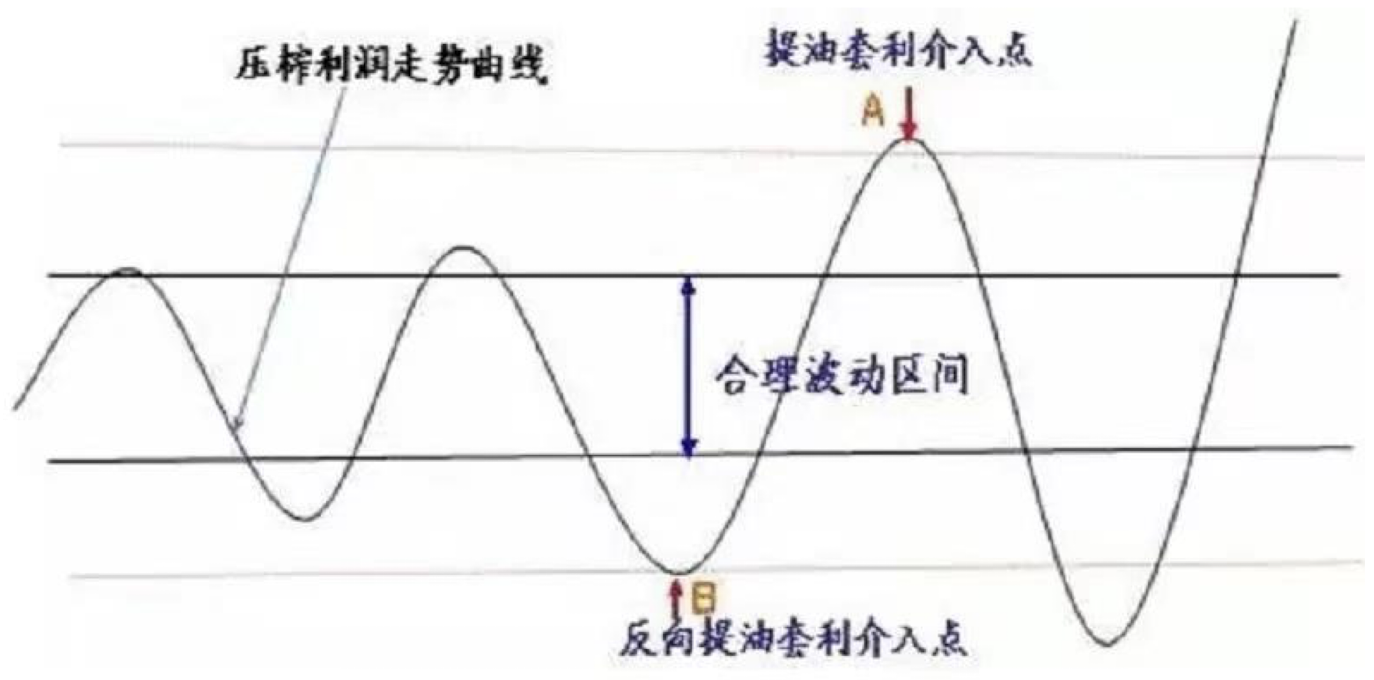 压榨利润走势曲线
提油套利介入点
A
合理波动区间
B
反向提油套利介入点